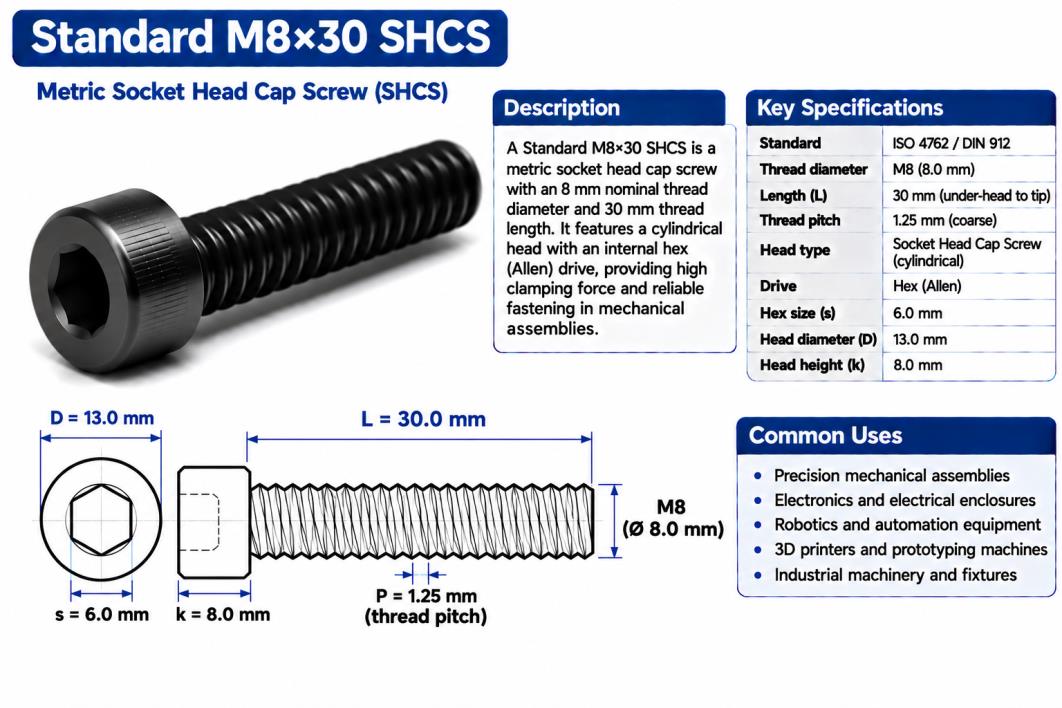 Standard M8×30 SHCS
Metric Socket Head Cap Screw (SHCS)
Description
A Standard M8×30 SHCS is a
metric socket head cap screw
with an 8 mm nominal thread
diameter and 30 mm thread
length. It features a cylindrical
head with an internal hex
(Allen) drive, providing high
clamping force and reliable
fastening in mechanical
assemblies.
Key Specifications
Standard ISO 4762 / DIN 912
Thread diameter M8 (8.0 mm)
Length (L) 30 mm (under-head to tip)
Thread pitch 1.25 mm (coarse)
Head type Socket Head Cap Screw
(cylindrical)
Drive Hex (Allen)
Hex size (s) 6.0 mm
Head diameter (D) 13.0 mm
Head height (k) 8.0 mm
D = 13.0 mm
L = 30.0 mm
M8
(Ø 8.0 mm)
s = 6.0 mm
k = 8.0 mm
P = 1.25 mm
(thread pitch)
Common Uses
• Precision mechanical assemblies
• Electronics and electrical enclosures
• Robotics and automation equipment
• 3D printers and prototyping machines
• Industrial machinery and fixtures